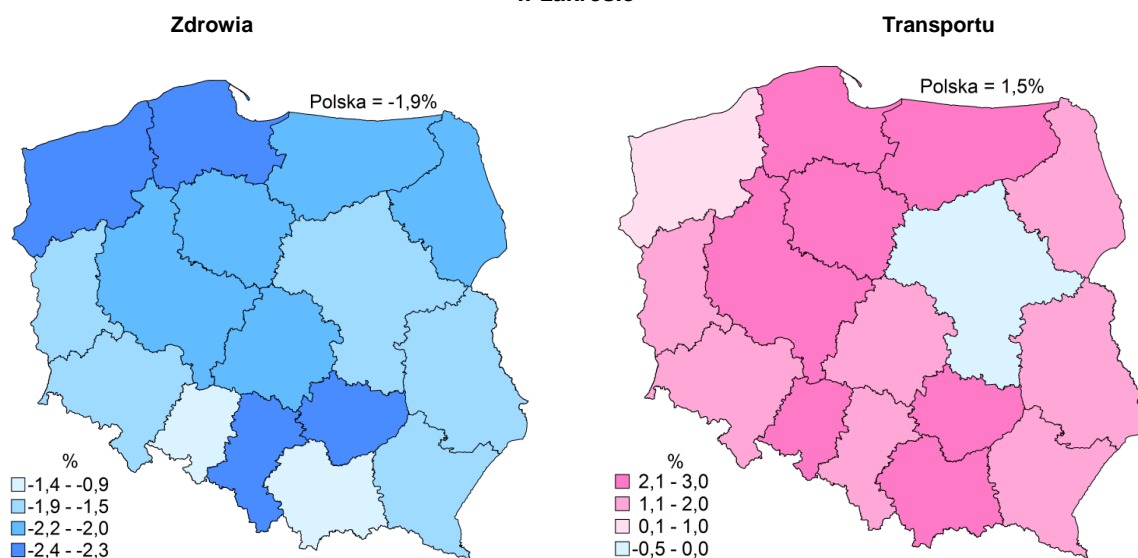 Zdrowia
Polska = -1,9%
%
-1,4 - -0,9
-1,9 - -1,5
-2,2 - -2,0
-2,4 - -2,3
Transportu
Polska = 1,5%
%
2,1 - 3,0
1,1 - 2,0
0,1 - 1,0
-0,5 - 0,0